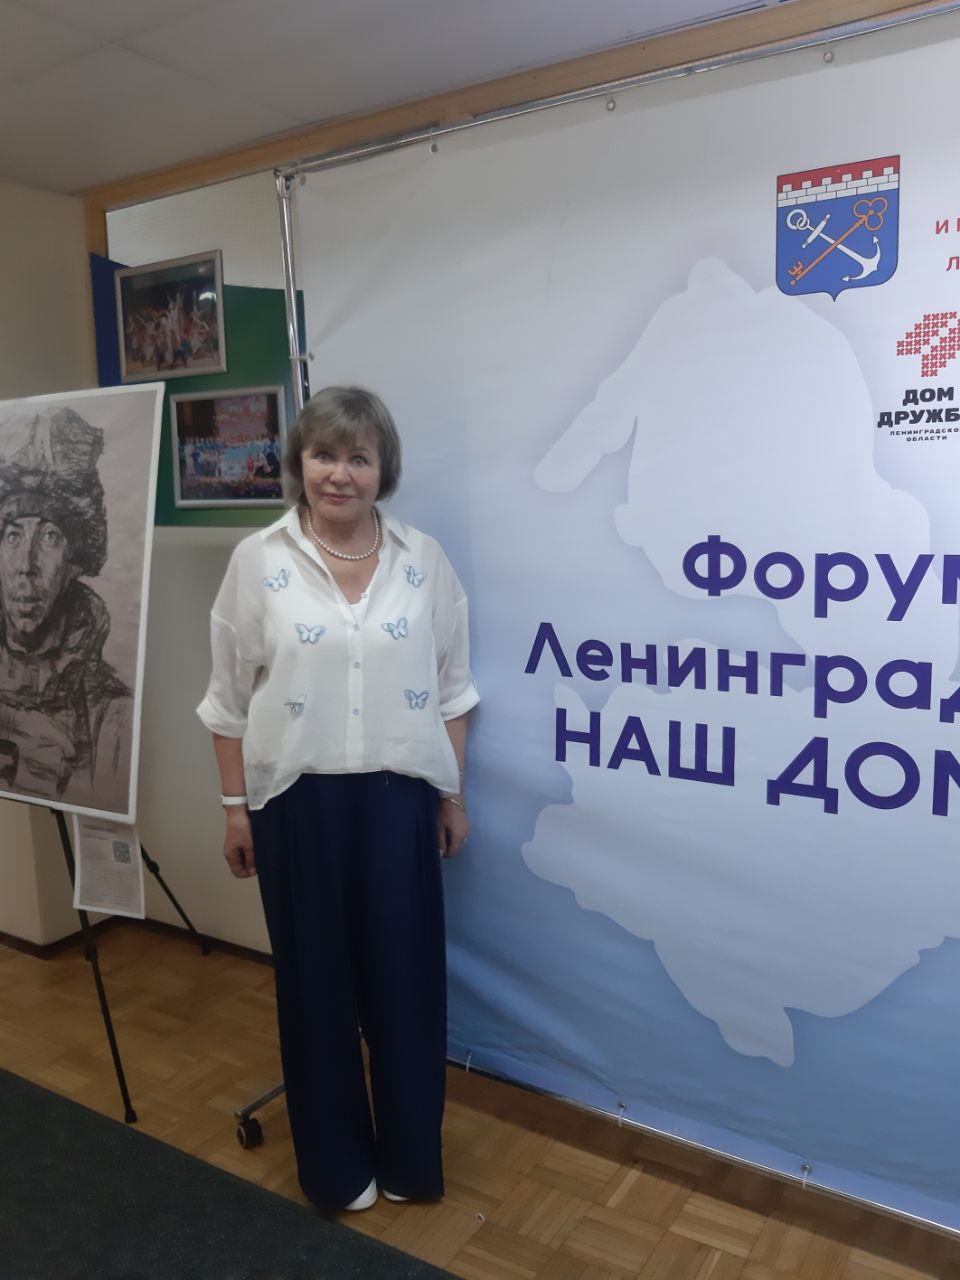 И
Л
ДОМ
ДРУЖБ
ЛЕНИНГРАДСКО
ОБЛАСТИ
Форум
Ленинград
НАШ ДОМ